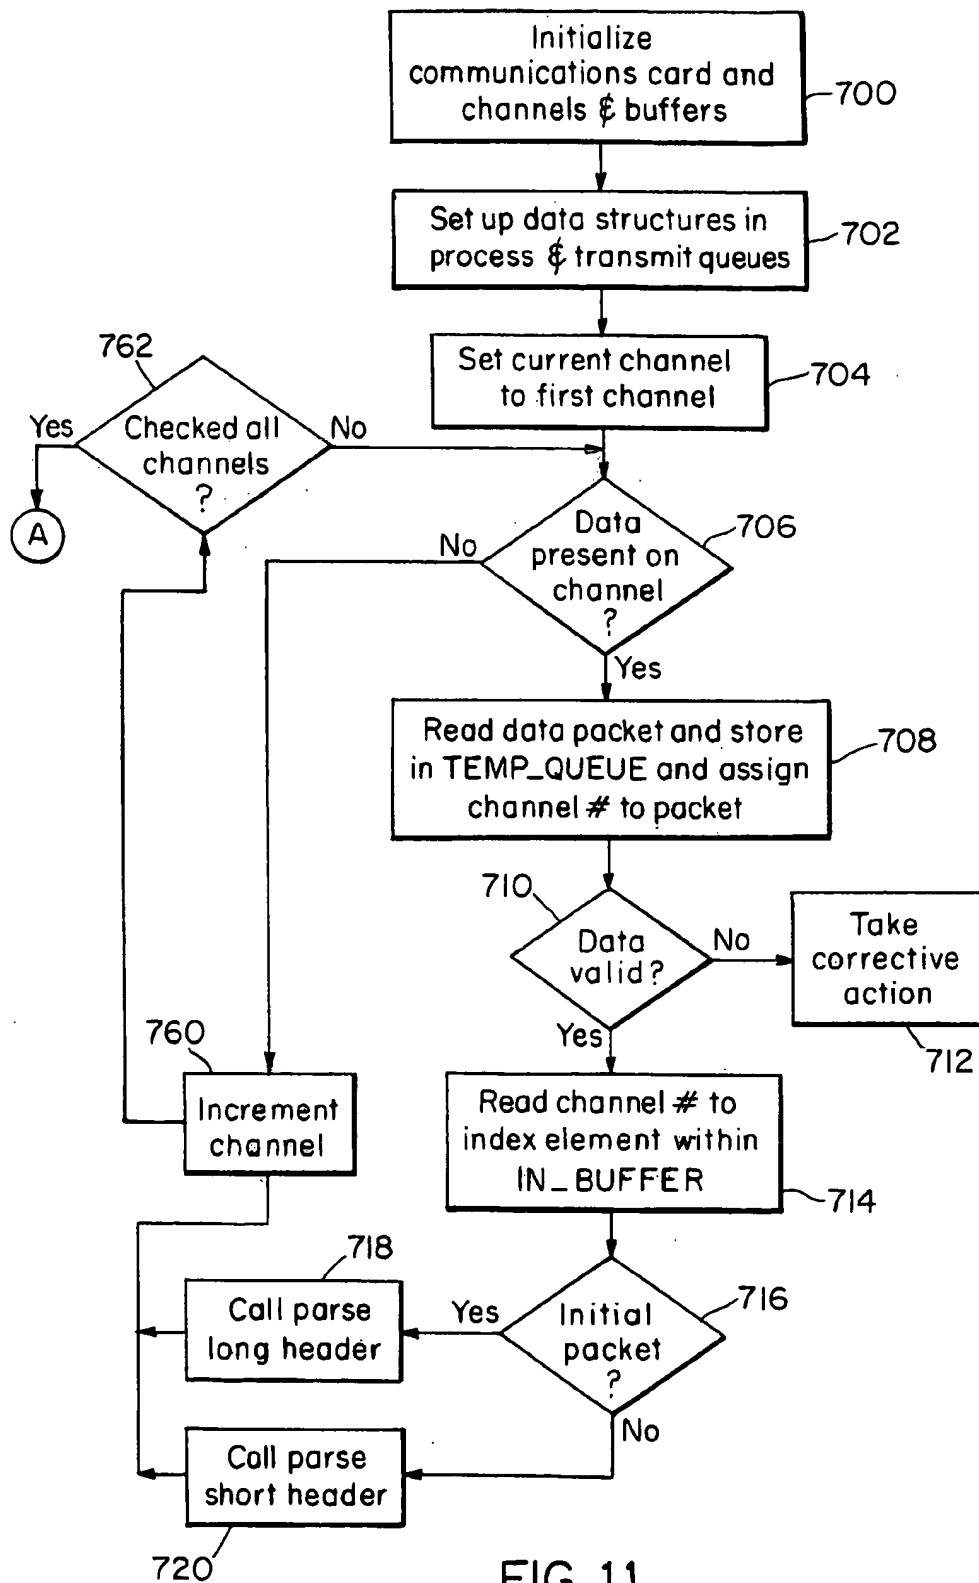 Initialize
communications card and
channels & buffers
700
Set up data structures in
process & transmit queues
702
Set current channel
to first channel
704
762
Yes
Checked all
channels
?
No
A
Data
present on
channel
?
706
No
Yes
Read data packet and store
in TEMP_QUEUE and assign
channel # to packet
708
710
Data
valid?
No
Take
corrective
action
712
Yes
760
Increment
channel
Read channel # to
index element within
IN_BUFFER
714
718
Call parse
long header
Yes
Initial
packet
?
716
No
Call parse
short header
720
FIG. 11